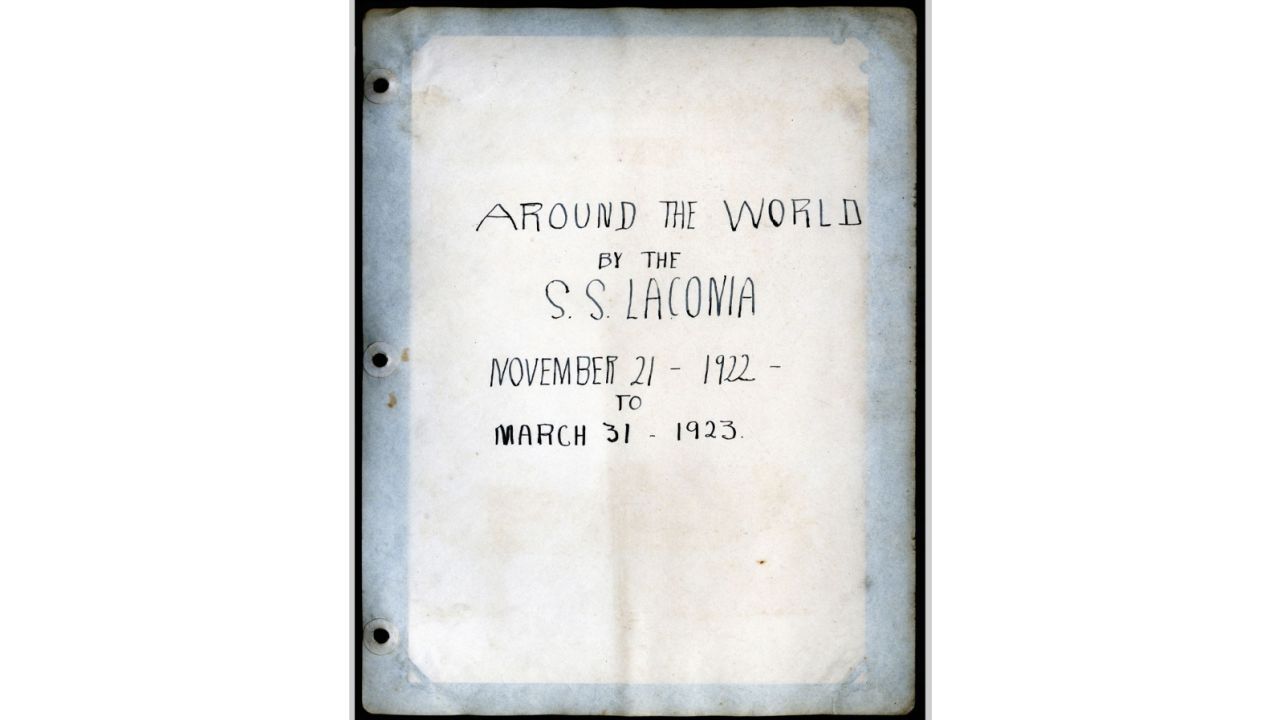 AROUND THE WORLD
BY THE
S. S. LACONIA
NOVEMBER 21 - 1922 -
TO
MARCH 31 - 1923.